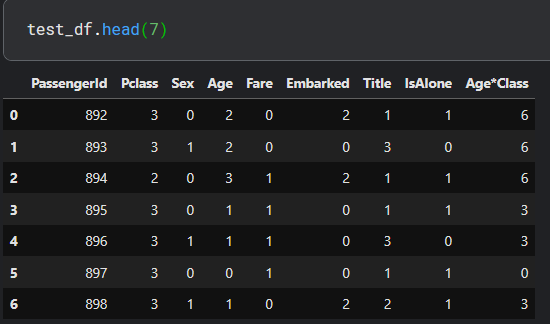 test_df.head(7)
PassengerId Pclass Sex Age Fare Embarked Title IsAlone Age*Class
0 892 3 0 2 0 2 1 1 6
1 893 3 1 2 0 0 3 0 6
2 894 2 0 3 1 2 1 1 6
3 895 3 0 1 1 0 1 1 3
4 896 3 1 1 1 0 3 0 3
5 897 3 0 0 1 0 1 1 0
6 898 3 1 1 0 2 2 1 3